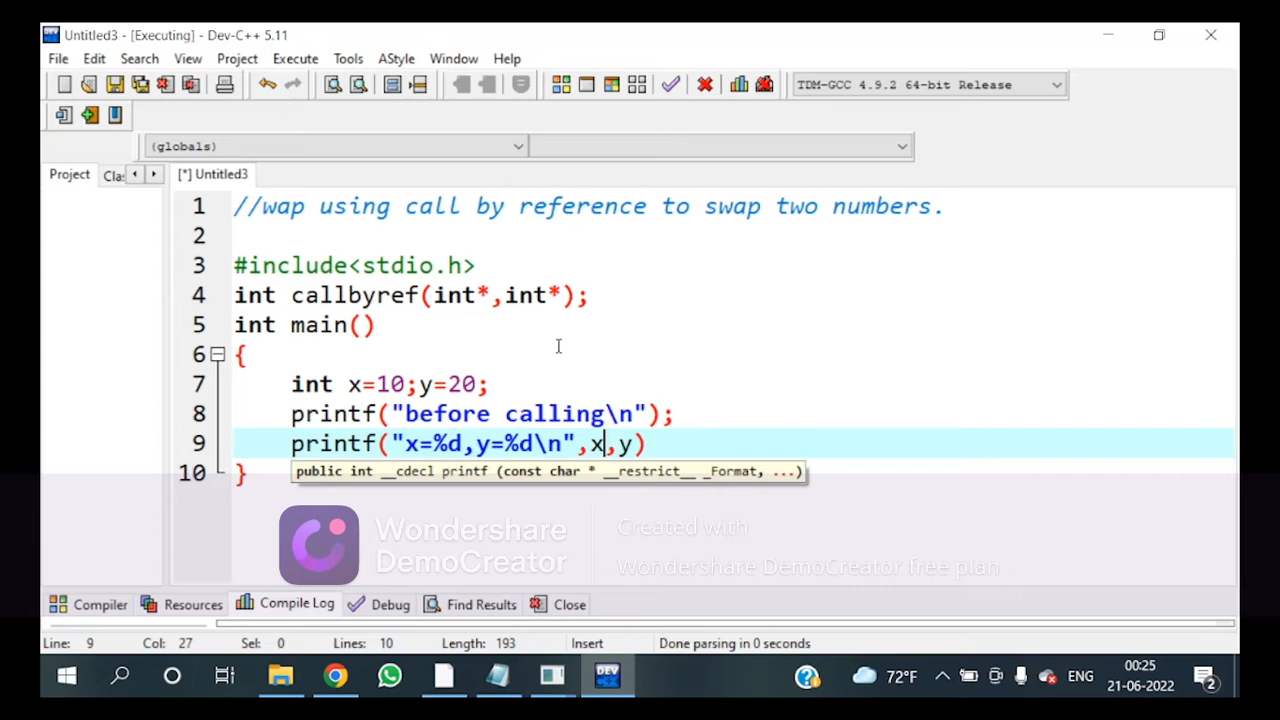 Untitled3 - [Executing] - Dev-C++ 5.11
File Edit Search View Project Execute Tools AStyle Window Help
TDM-GCC 4.9.2 64-bit Release
(globals)
Project Cla [*] Untitled3
1 //wap using call by reference to swap two numbers.
2
3 #include<stdio.h>
4 int callbyref(int*,int*);
5 int main()
6 {
7 int x=10;y=20;
8 printf("before calling\n");
9 printf("x=%d,y=%d\n",x,y)
10 }
public int __cdecl printf (const char * __restrict__ _Format, ...)
Wondershare
DemoCreator
Created with
Wondershare DemoCreator free plan
Compiler Resources Compile Log Debug Find Results Close
Line: 9 Col: 27 Sel: 0 Lines: 10 Length: 193 Insert Done parsing in 0 seconds
72°F ENG
00:25
21-06-2022
2